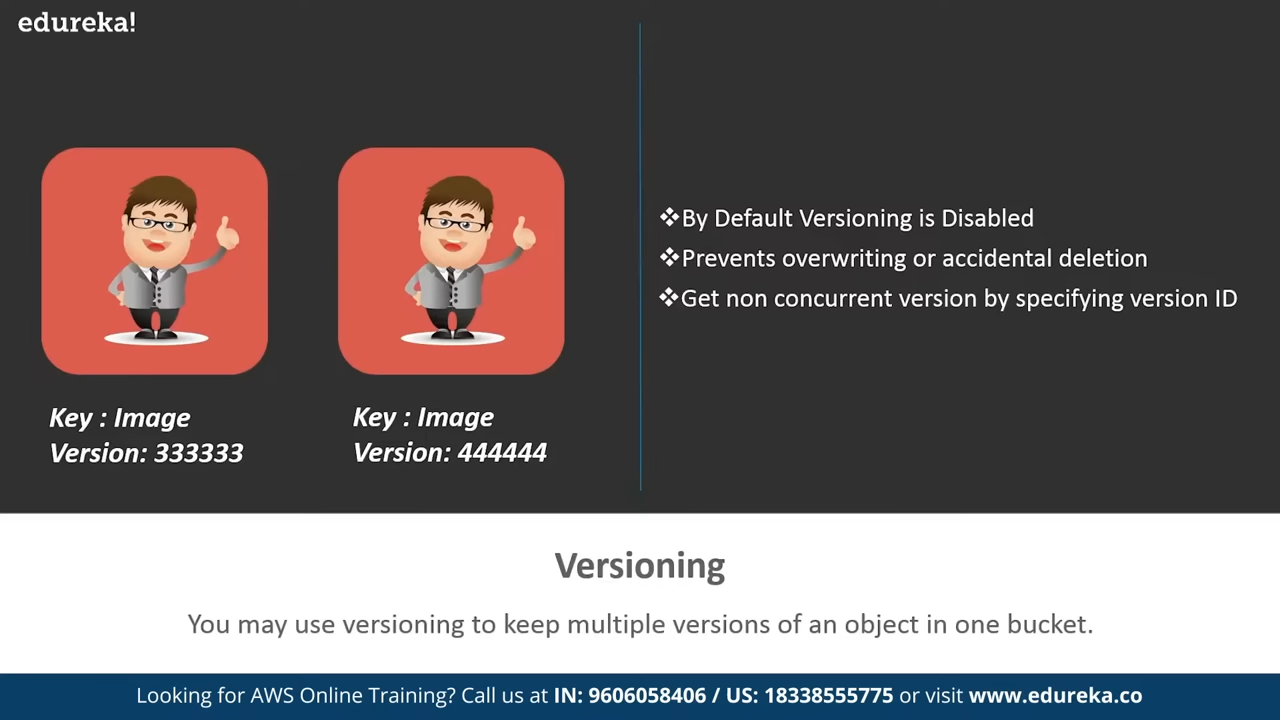 edureka!
Key : Image
Version: 333333
Key : Image
Version: 444444
❖By Default Versioning is Disabled
❖Prevents overwriting or accidental deletion
❖Get non concurrent version by specifying version ID
Versioning
You may use versioning to keep multiple versions of an object in one bucket.
Looking for AWS Online Training? Call us at IN: 9606058406 / US: 18338555775 or visit www.edureka.co